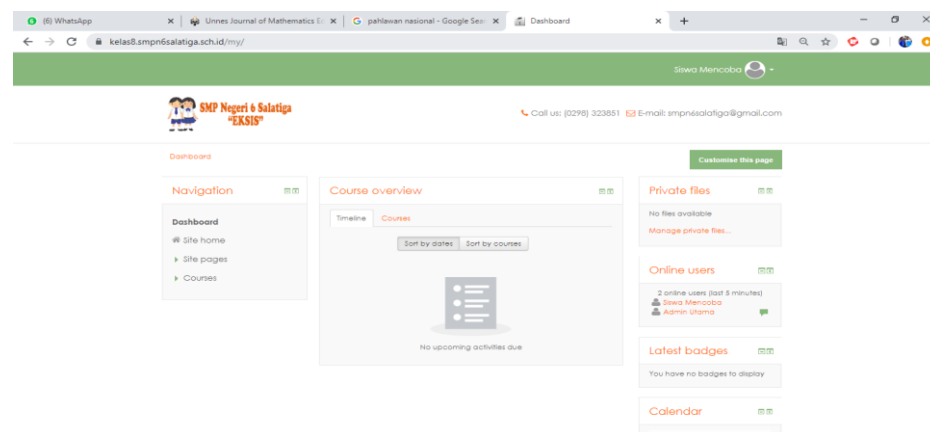 (6) WhatsApp
Unnes Journal of Mathematics Ed
pahlawan nasional - Google Sear
Dashboard
kelas8.smpn6salatiga.sch.id/my/
Siswa Mencoba
SMP Negeri 6 Salatiga
"EKSIS"
Call us: (0298) 323851 E-mail: smpn6salatiga@gmail.com
Dashboard
Customise this page
Navigation
Dashboard
Site home
Site pages
Courses
Course overview
Timeline Courses
Sort by dates Sort by courses
No upcoming activities due
Private files
No files available
Manage private files...
Online users
2 online users (last 5 minutes)
Siswa Mencoba
Admin Utama
Latest badges
You have no badges to display
Calendar